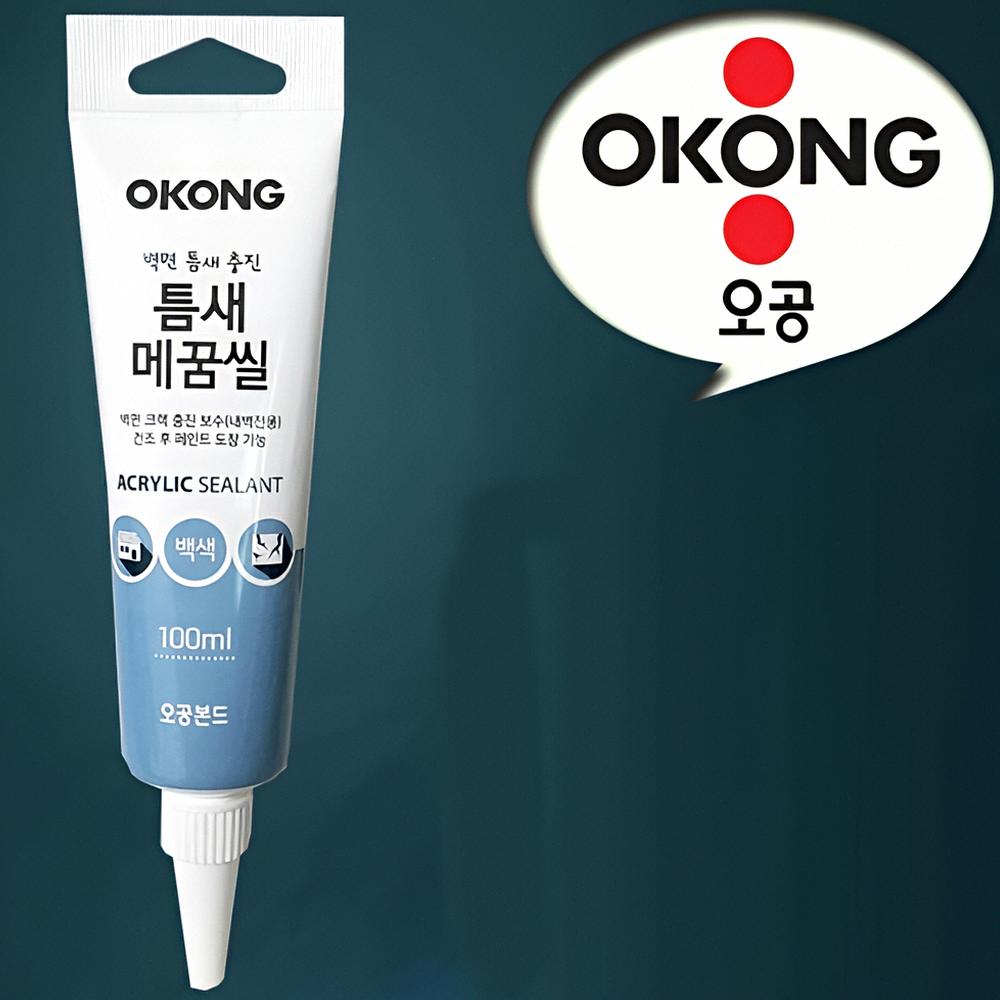 OKONG
벽면 틈새 충진
틈새
메꿈씰
벽면 크랙 충진 보수(내벽전용)
건조 후 페인트 도장 가능
ACRYLIC SEALANT
백색
100ml
오공본드
OKONG
오공